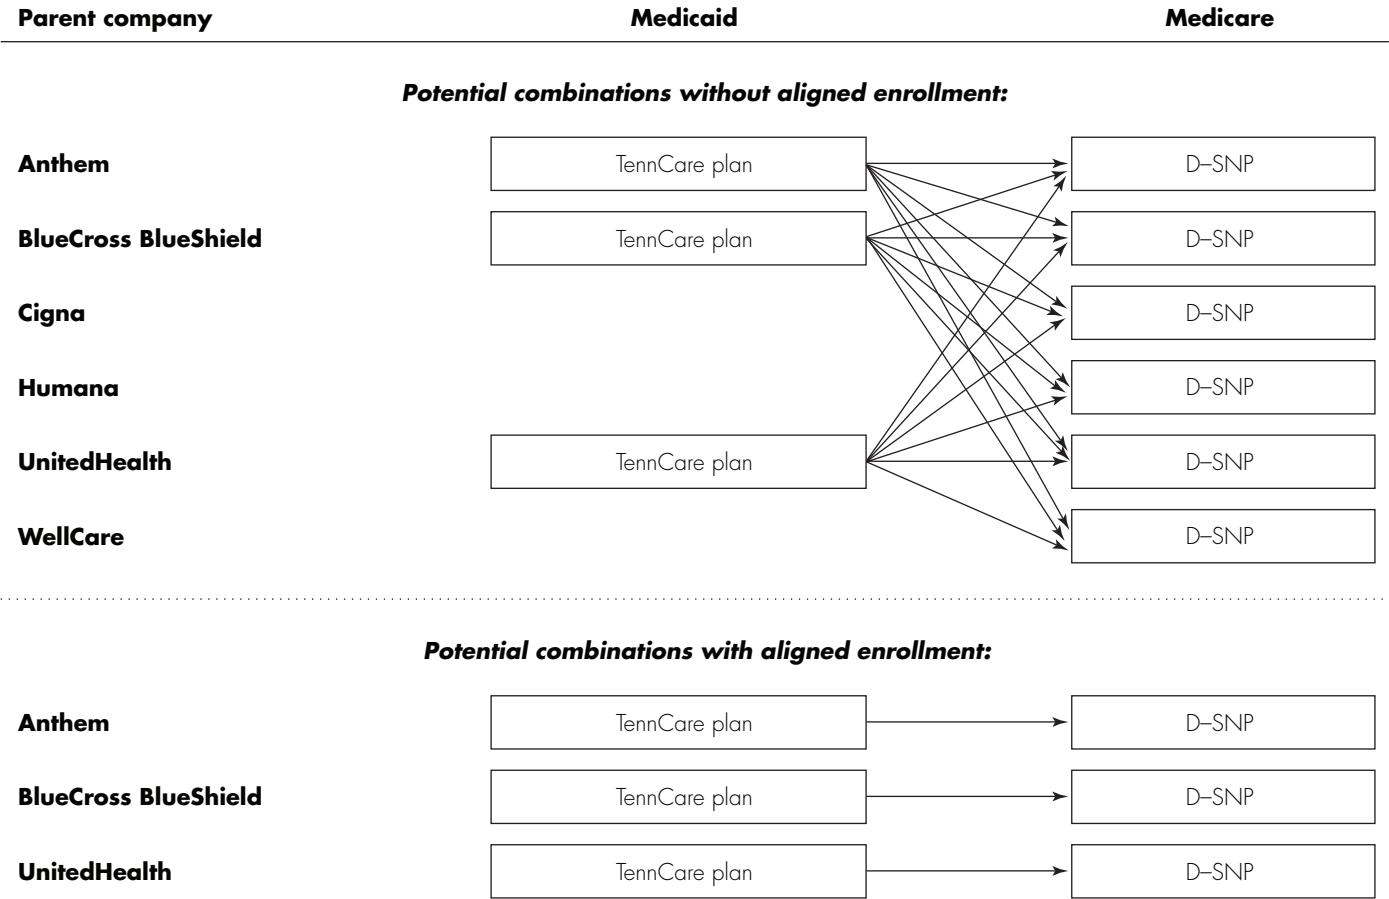 Parent company Medicaid Medicare
Potential combinations without aligned enrollment:
Anthem TennCare plan D–SNP
BlueCross BlueShield TennCare plan D–SNP
Cigna D–SNP
Humana D–SNP
UnitedHealth TennCare plan D–SNP
WellCare D–SNP
Potential combinations with aligned enrollment:
Anthem TennCare plan D–SNP
BlueCross BlueShield TennCare plan D–SNP
UnitedHealth TennCare plan D–SNP